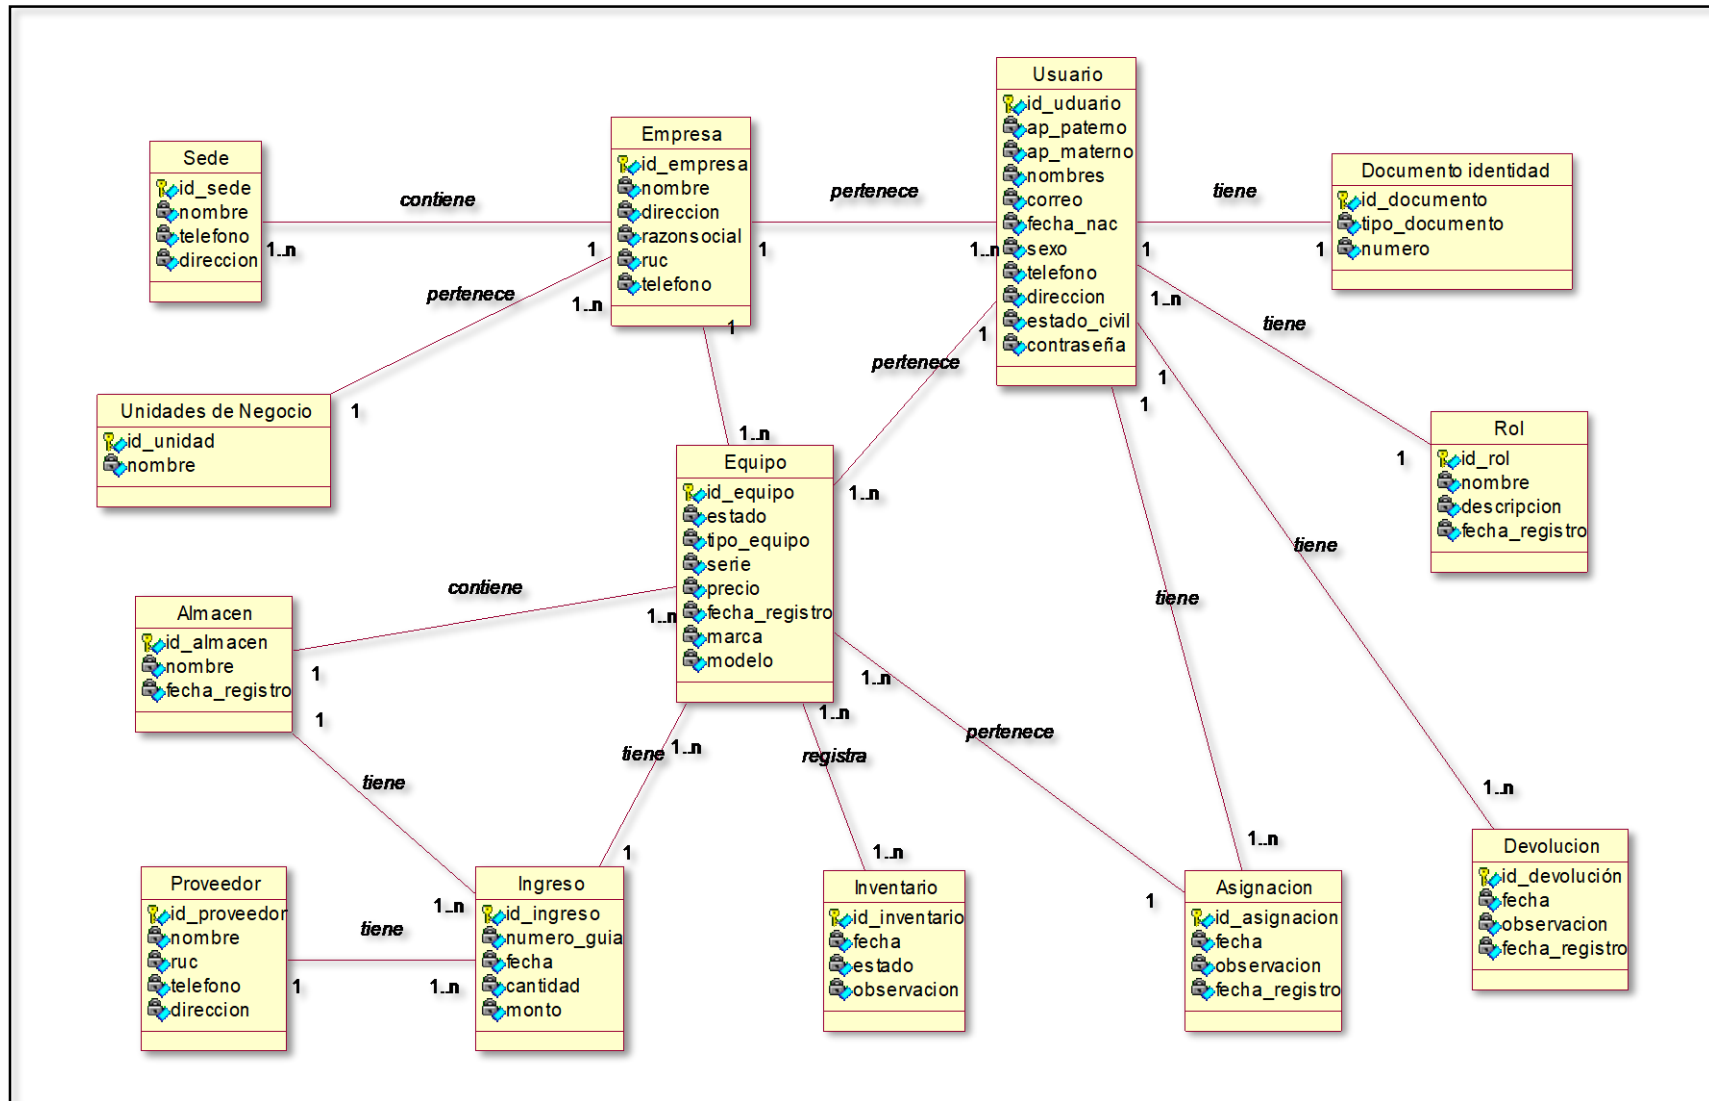 Usuario
id_uduario
ap_paterno
ap_materno
nombres
correo
fecha_nac
sexo
telefono
direccion
estado_civil
contraseña
Empresa
id_empresa
nombre
direccion
razonsocial
ruc
telefono
Sede
id_sede
nombre
telefono
direccion
Documento identidad
id_documento
tipo_documento
numero
contiene
1..n
1
pertenece
1
1..n
tiene
1
1
pertenece
1..n
1
1
1..n
pertenece
1
1..n
tiene
1..n
1
Unidades de Negocio
id_unidad
nombre
Rol
id_rol
nombre
descripcion
fecha_registro
Equipo
id_equipo
estado
tipo_equipo
serie
precio
fecha_registro
marca
modelo
1
1
tiene
tiene
contiene
1..n
1
Almacen
id_almacen
nombre
fecha_registro
1
tiene
1..n
tiene
1..n
1
1..n
registra
1..n
1..n
pertenece
1
1..n
1..n
Proveedor
id_proveedor
nombre
ruc
telefono
direccion
tiene
1
1..n
Ingreso
id_ingreso
numero_guia
fecha
cantidad
monto
Inventario
id_inventario
fecha
estado
observacion
Asignacion
id_asignacion
fecha
observacion
fecha_registro
Devolucion
id_devolución
fecha
observacion
fecha_registro